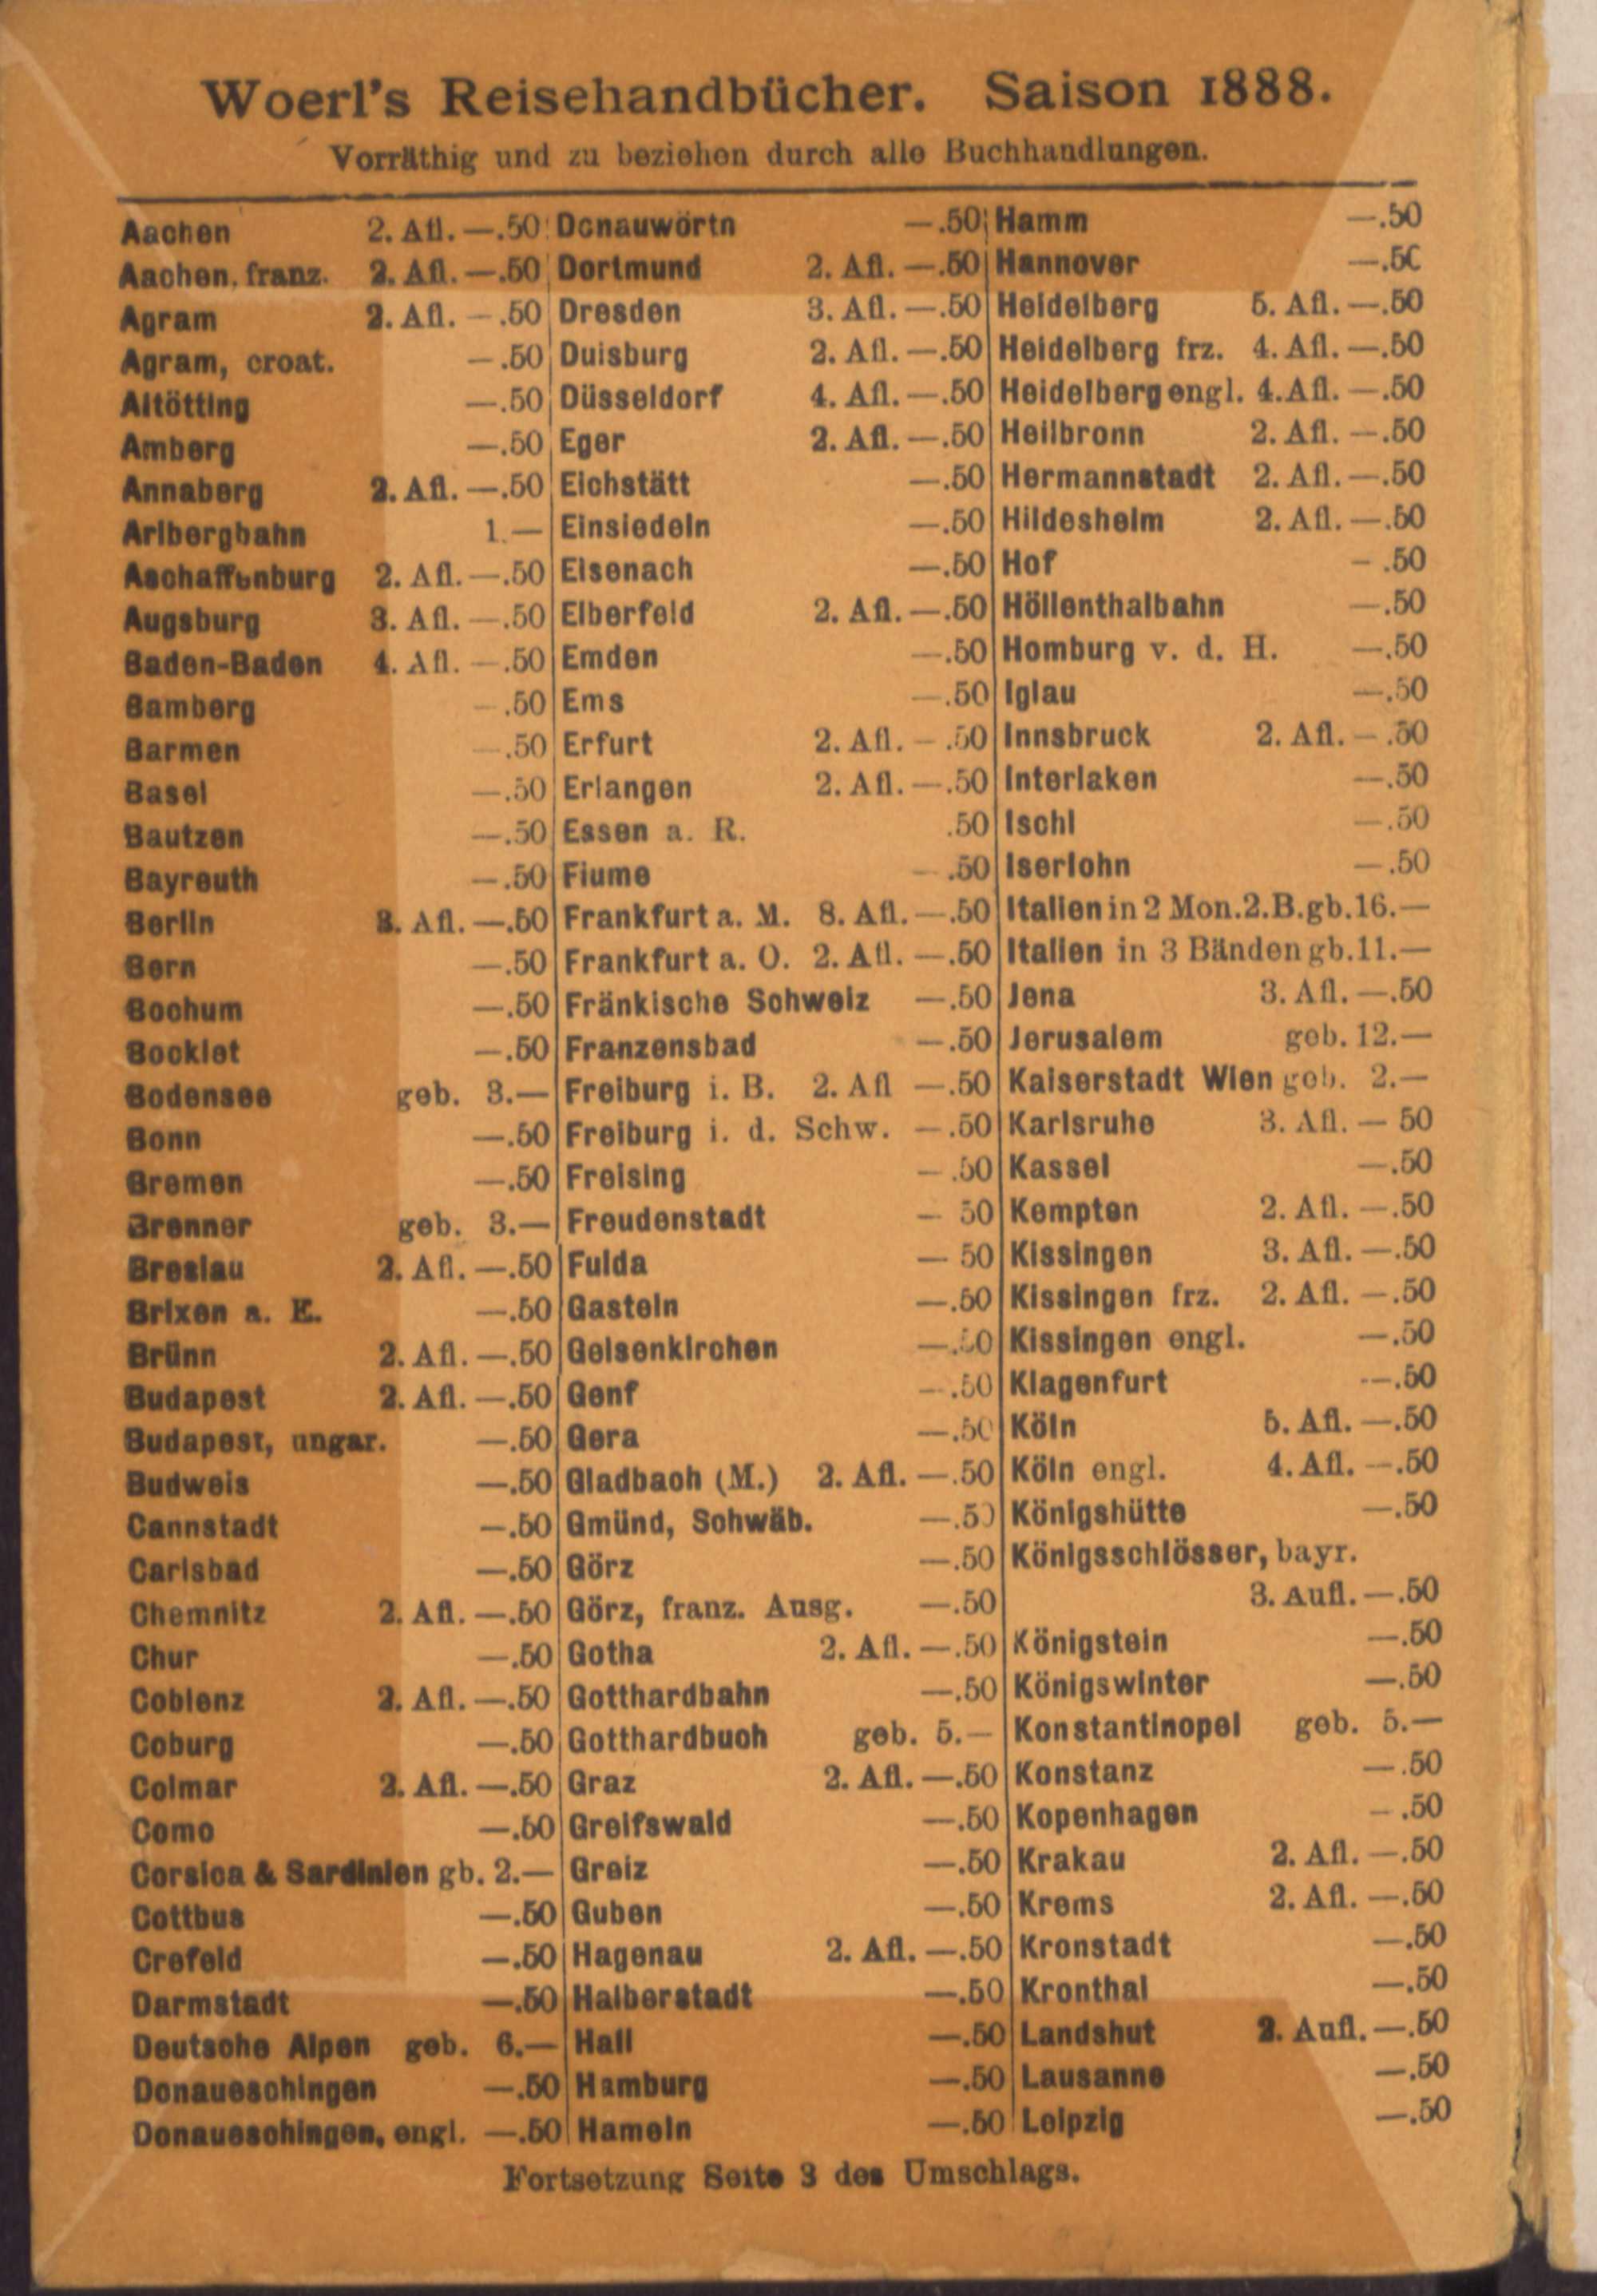 Woerl's Reisehandbücher. Saison 1888.
Vorräthig und zu beziehen durch alle Buchhandlungen.
Aachen 2. Afl. —.50
Aachen, franz. 2. Afl. —.50
Agram 2. Afl. —.50
Agram, croat. —.50
Altötting —.50
Amberg —.50
Annaberg 2. Afl. —.50
Arlbergbahn 1.—
Aschaffenburg 2. Afl. —.50
Augsburg 3. Afl. —.50
Baden-Baden 4. Afl. —.50
Bamberg —.50
Barmen —.50
Basel —.50
Bautzen —.50
Bayreuth —.50
Berlin 3. Afl. —.50
Bern —.50
Bochum —.50
Bocklet —.50
Bodensee geb. 3.—
Bonn —.50
Bremen —.50
Brenner geb. 3.—
Breslau 2. Afl. —.50
Brixen a. E. —.50
Brünn 2. Afl. —.50
Budapest 2. Afl. —.50
Budapest, ungar. —.50
Budweis —.50
Cannstadt —.50
Carlsbad —.50
Chemnitz 2. Afl. —.50
Chur —.50
Coblenz 2. Afl. —.50
Coburg —.50
Colmar 2. Afl. —.50
Como —.50
Corsica & Sardinien gb. 2.—
Cottbus —.50
Crefeld —.50
Darmstadt —.50
Deutsche Alpen geb. 6.—
Donaueschingen —.50
Donaueschingen, engl. —.50
Donauwörth —.50
Dortmund 2. Afl. —.50
Dresden 3. Afl. —.50
Duisburg 2. Afl. —.50
Düsseldorf 4. Afl. —.50
Eger 2. Afl. —.50
Eichstätt —.50
Einsiedeln —.50
Eisenach —.50
Elberfeld 2. Afl. —.50
Emden —.50
Ems —.50
Erfurt 2. Afl. —.50
Erlangen 2. Afl. —.50
Essen a. R. .50
Fiume —.50
Frankfurt a. M. 8. Afl. —.50
Frankfurt a. O. 2. Afl. —.50
Fränkische Schweiz —.50
Franzensbad —.50
Freiburg i. B. 2. Afl —.50
Freiburg i. d. Schw. —.50
Freising —.50
Freudenstadt — 50
Fulda — 50
Gastein —.50
Gelsenkirchen —.50
Genf —.50
Gera —.50
Gladbach (M.) 2. Afl. —.50
Gmünd, Schwäb. —.50
Görz —.50
Görz, franz. Ausg. —.50
Gotha 2. Afl. —.50
Gotthardbahn —.50
Gotthardbuch geb. 5.—
Graz 2. Afl. —.50
Greifswald —.50
Greiz —.50
Guben —.50
Hagenau 2. Afl. —.50
Halberstadt —.50
Hall —.50
Hamburg —.50
Hameln —.50
Hamm —.50
Hannover —.50
Heidelberg 5. Afl. —.50
Heidelberg frz. 4. Afl. —.50
Heidelberg engl. 4. Afl. —.50
Heilbronn 2. Afl. —.50
Hermannstadt 2. Afl. —.50
Hildesheim 2. Afl. —.50
Hof —.50
Höllenthalbahn —.50
Homburg v. d. H. —.50
Iglau —.50
Innsbruck 2. Afl. —.50
Interlaken —.50
Ischl —.50
Iserlohn —.50
Italien in 2 Mon. 2. B. gb. 16.—
Italien in 3 Bänden gb. 11.—
Jena 3. Afl. —.50
Jerusalem geb. 12.—
Kaiserstadt Wien geb. 2.—
Karlsruhe 3. Afl. — 50
Kassel —.50
Kempten 2. Afl. —.50
Kissingen 3. Afl. —.50
Kissingen frz. 2. Afl. —.50
Kissingen engl. —.50
Klagenfurt —.50
Köln 5. Afl. —.50
Köln engl. 4. Afl. —.50
Königshütte —.50
Königsschlösser, bayr.
3. Aufl. —.50
Königstein —.50
Königswinter —.50
Konstantinopel geb. 5.—
Konstanz —.50
Kopenhagen —.50
Krakau 2. Afl. —.50
Krems 2. Afl. —.50
Kronstadt —.50
Kronthal —.50
Landshut 2. Aufl. —.50
Lausanne —.50
Leipzig —.50
Fortsetzung Seite 3 des Umschlags.